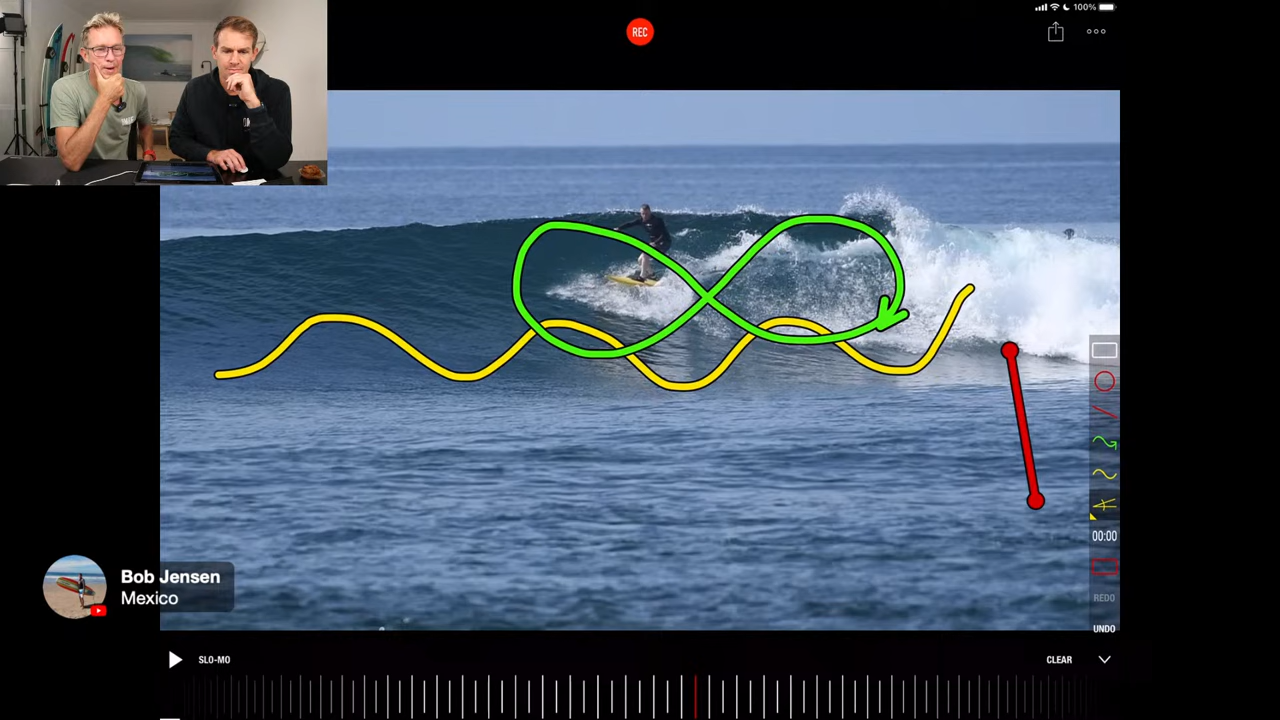 100%
REC
00:00
REDO
UNDO
Bob Jensen
Mexico
SLO-MO
CLEAR